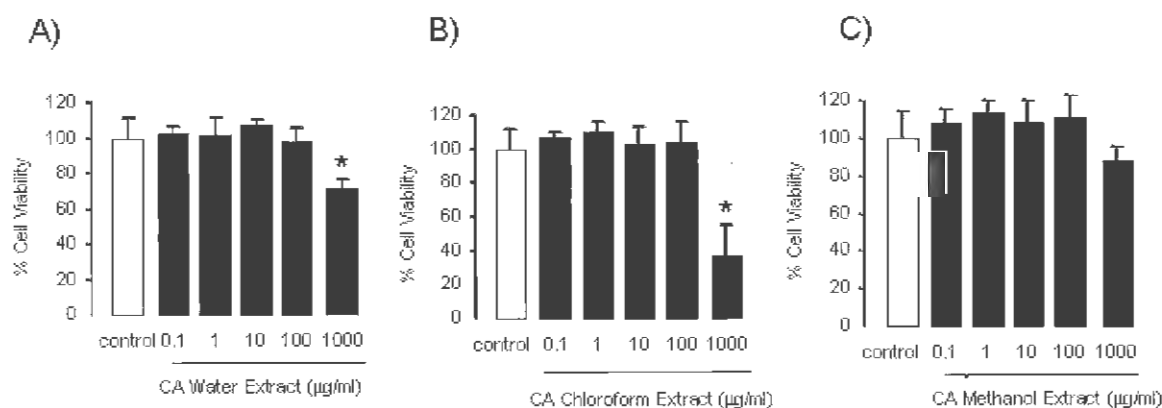 A)
% Cell Viability
120
100
80
60
40
20
0
*
control 0.1 1 10 100 1000
CA Water Extract (µg/ml)
B)
% Cell Viability
120
100
80
60
40
20
0
*
control 0.1 1 10 100 1000
CA Chloroform Extract (µg/ml)
C)
% Cell Viability
120
100
80
60
40
20
0
control 0.1 1 10 100 1000
CA Methanol Extract (µg/ml)